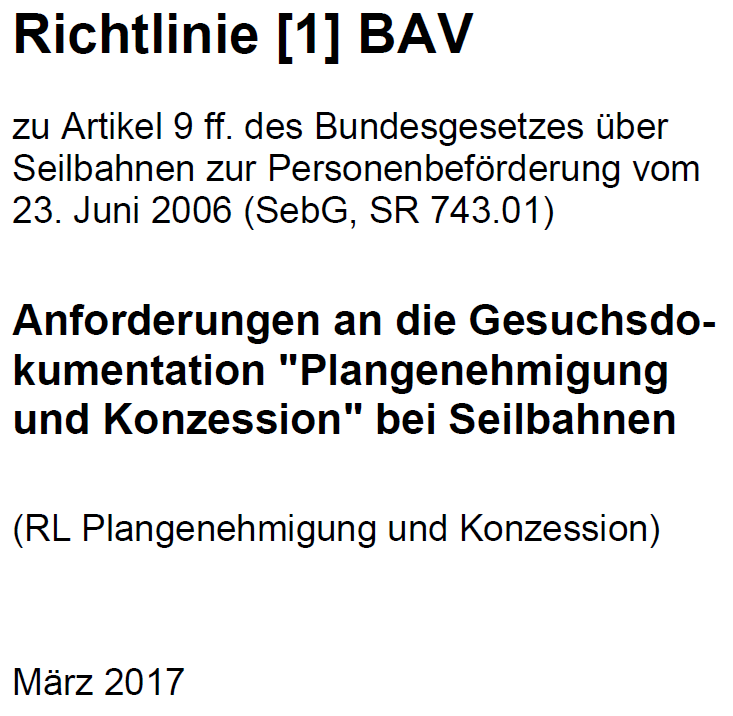 Richtlinie [1] BAV
zu Artikel 9 ff. des Bundesgesetzes über
Seilbahnen zur Personenbeförderung vom
23. Juni 2006 (SebG, SR 743.01)
Anforderungen an die Gesuchsdo-
kumentation "Plangenehmigung
und Konzession" bei Seilbahnen
(RL Plangenehmigung und Konzession)
März 2017